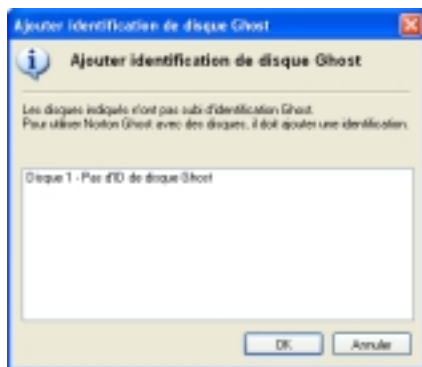 Ajouter identification de disque Ghost
Ajouter identification de disque Ghost
Les disques indiqués n'ont pas subi d'identification Ghost.
Pour utiliser Norton Ghost avec des disques, il doit ajouter une identification.
Disque 1 - Pas d'ID de disque Ghost
OK
Annuler